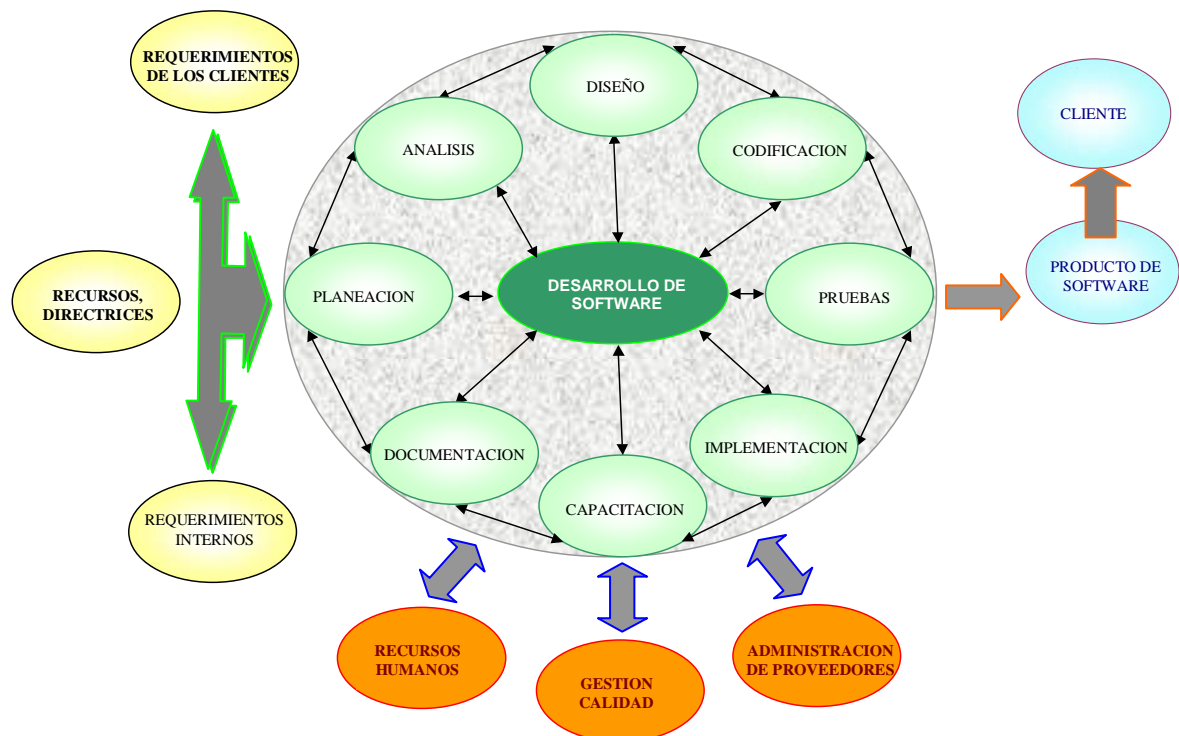 REQUERIMIENTOS
DE LOS CLIENTES
RECURSOS,
DIRECTRICES
REQUERIMIENTOS
INTERNOS
DISEÑO
ANALISIS
CODIFICACION
PLANEACION
DESARROLLO DE
SOFTWARE
PRUEBAS
DOCUMENTACION
IMPLEMENTACION
CAPACITACION
CLIENTE
PRODUCTO DE
SOFTWARE
RECURSOS
HUMANOS
GESTION
CALIDAD
ADMINISTRACION
DE PROVEEDORES